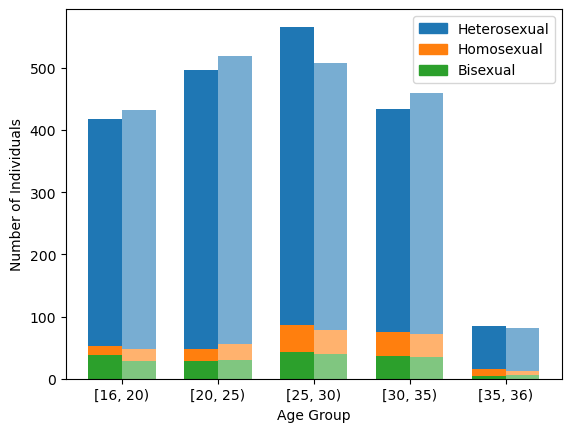 Heterosexual
Homosexual
Bisexual
Number of Individuals
500
400
300
200
100
0
[16, 20)
[20, 25)
[25, 30)
[30, 35)
[35, 36)
Age Group